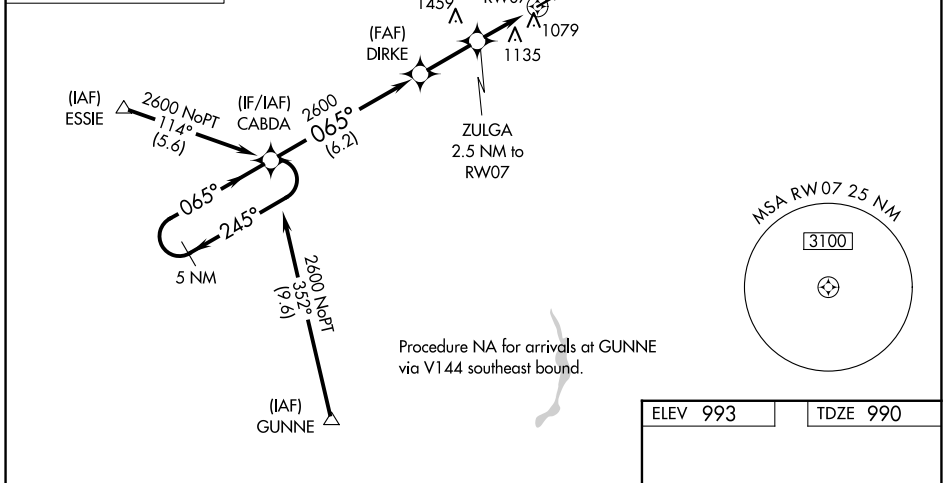 1459
RW07
1079
1135
(FAF)
DIRKE
(IAF)
ESSIE
2600 NoPT
114°
(5.6)
(IF/IAF)
CABDA
2600
065°
(6.2)
ZULGA
2.5 NM to
RW07
065°
245°
5 NM
MSA RW07 25 NM
3100
2600 NoPT
352°
(9.6)
Procedure NA for arrivals at GUNNE
via V144 southeast bound.
(IAF)
GUNNE
ELEV 993
TDZE 990